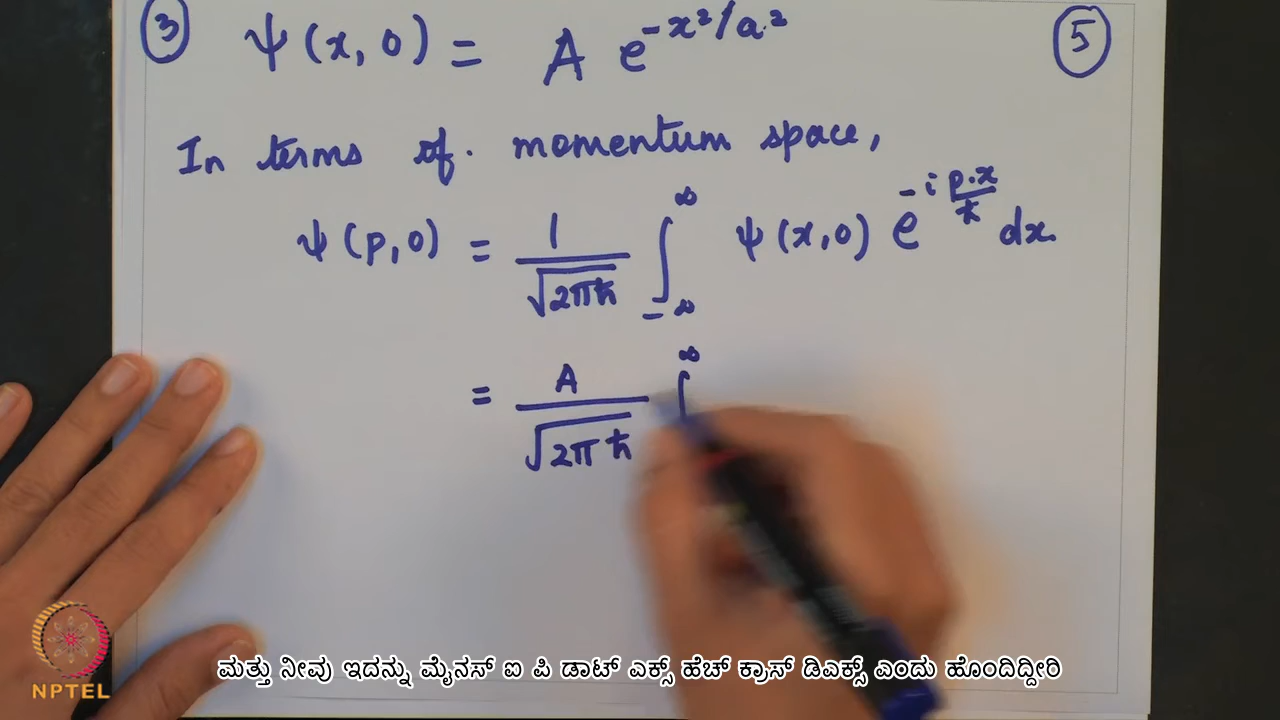 ③ ψ(x, 0) = A e^{-x²/a²} ⑤
In terms of momentum space,
ψ(p, 0) = 1/√(2πħ) ∫_{-∞}^{∞} ψ(x,0) e^{-i p.x/ħ} dx
= A/√(2πħ) ∫^{∞}
NPTEL
ಮತ್ತು ನೀವು ಇದನ್ನು ಮೈನಸ್ ಐ ಪಿ ಡಾಟ್ ಎಕ್ಸ್ ಹೆಚ್ ಕ್ರಾಸ್ ಡಿಎಕ್ಸ್ ಎಂದು ಹೊಂದಿದ್ದೀರಿ